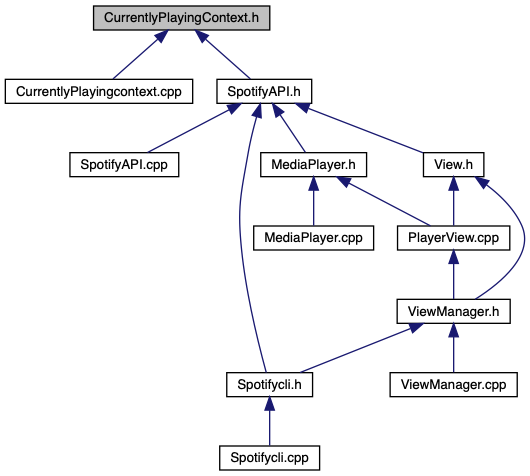 CurrentlyPlayingContext.h
CurrentlyPlayingcontext.cpp
SpotifyAPI.h
SpotifyAPI.cpp
MediaPlayer.h
View.h
MediaPlayer.cpp
PlayerView.cpp
ViewManager.h
Spotifycli.h
ViewManager.cpp
Spotifycli.cpp